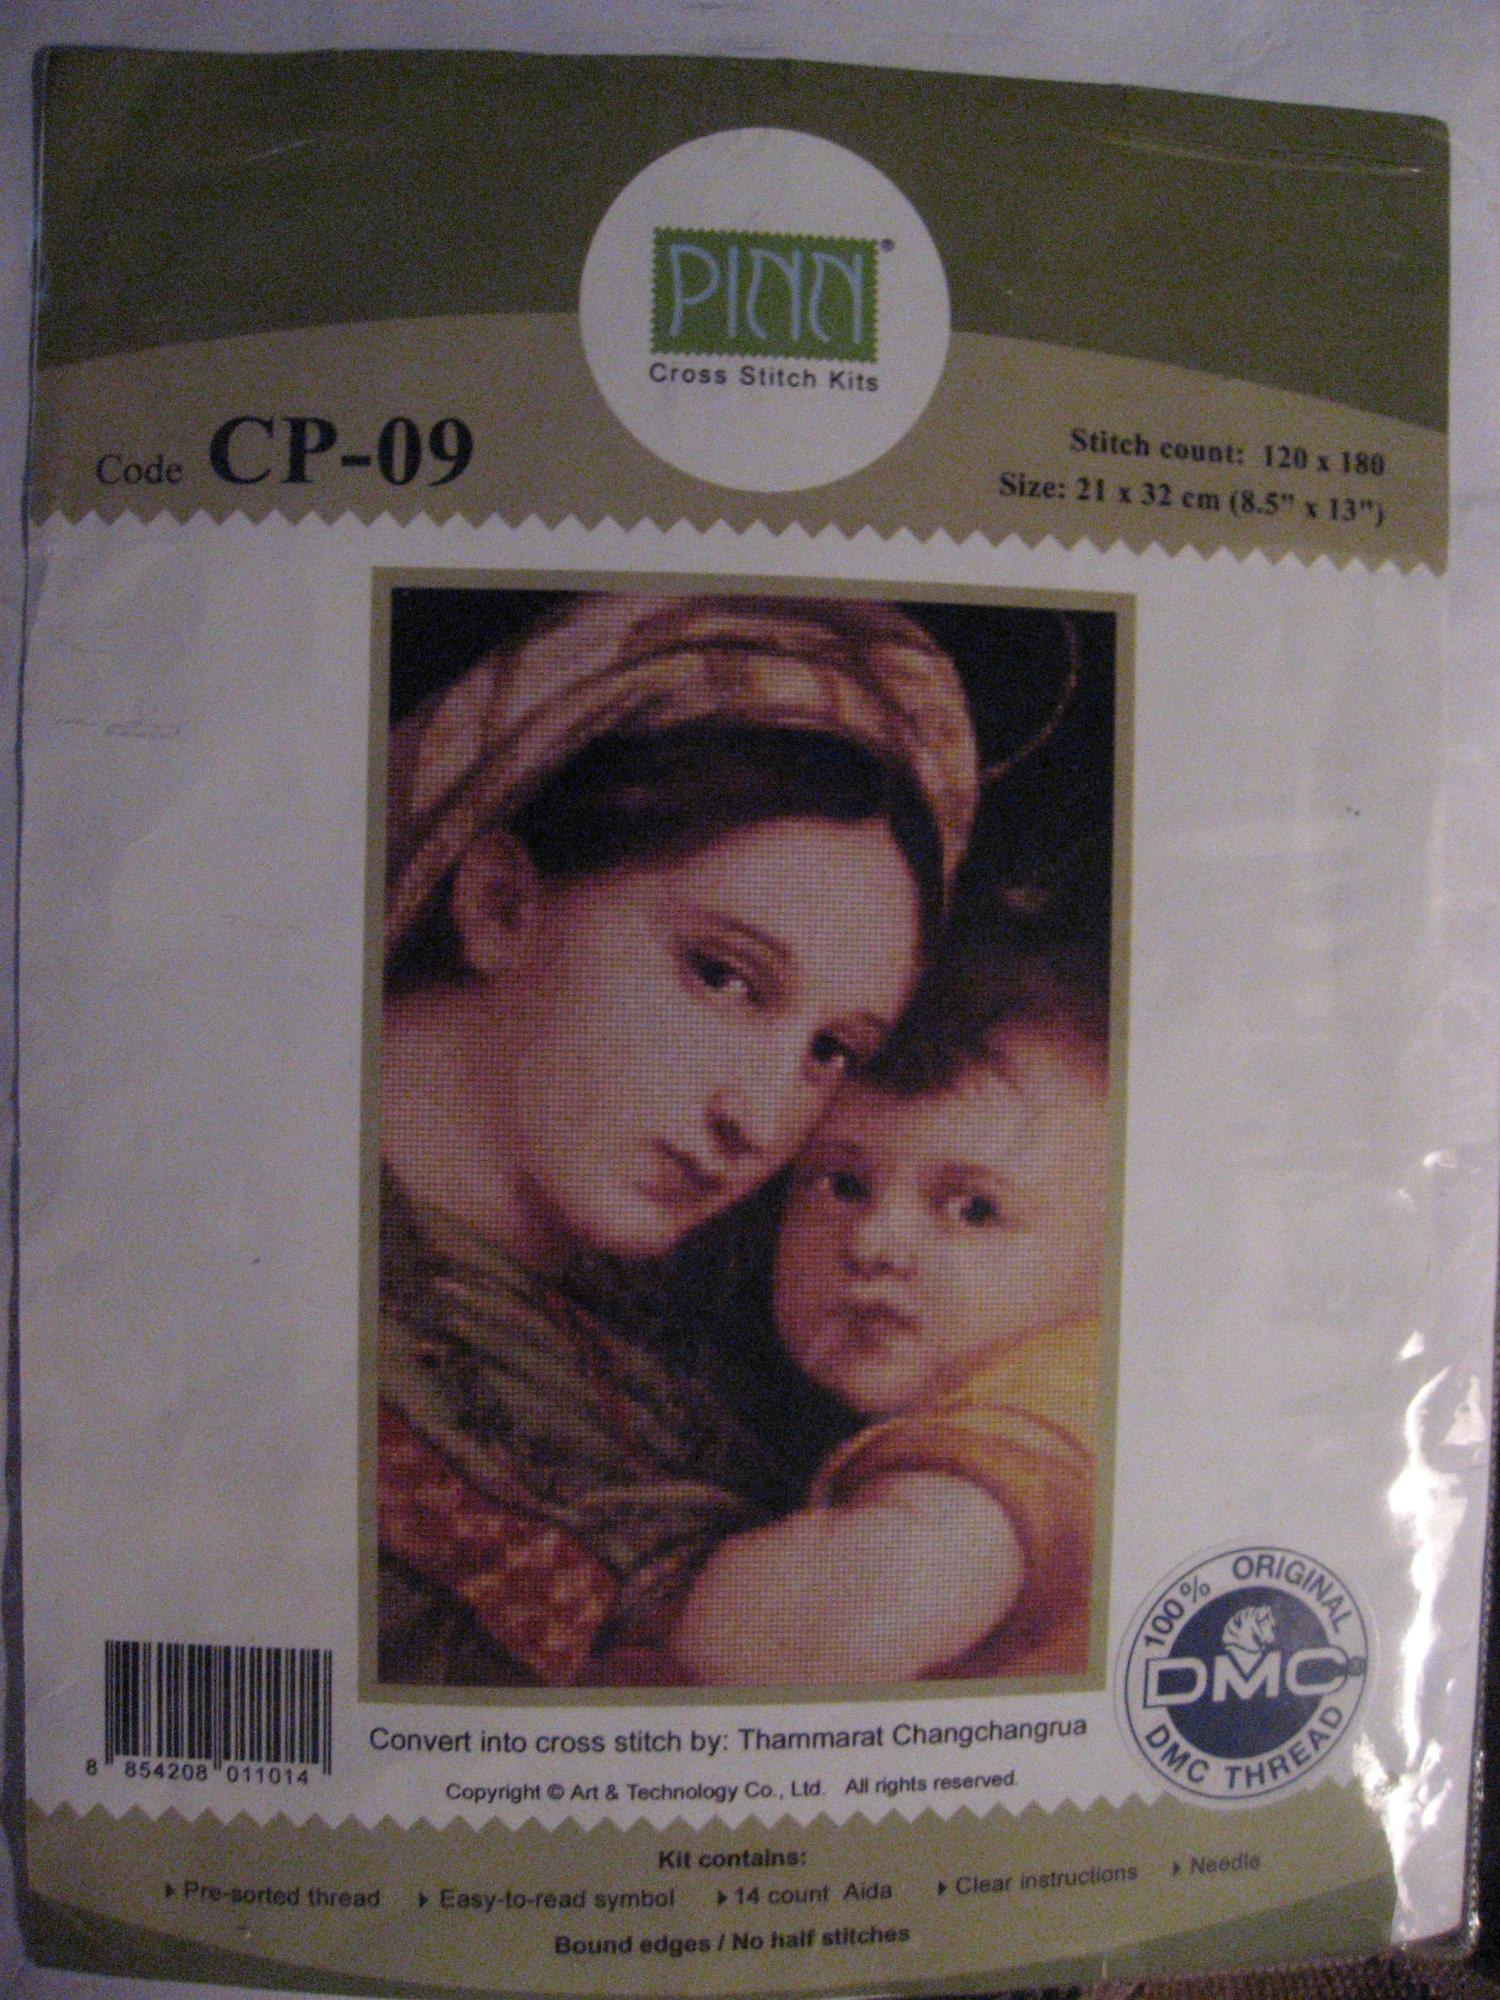 PINN®
Cross Stitch Kits
Code CP-09
Stitch count: 120 x 180
Size: 21 x 32 cm (8.5" x 13")
100% ORIGINAL
DMC®
DMC THREAD
8 854208 011014
Convert into cross stitch by: Thammarat Changchangrua
Copyright © Art & Technology Co., Ltd. All rights reserved.
Kit contains:
Pre-sorted thread Easy-to-read symbol 14 count Aida Clear instructions Needle
Bound edges / No half stitches